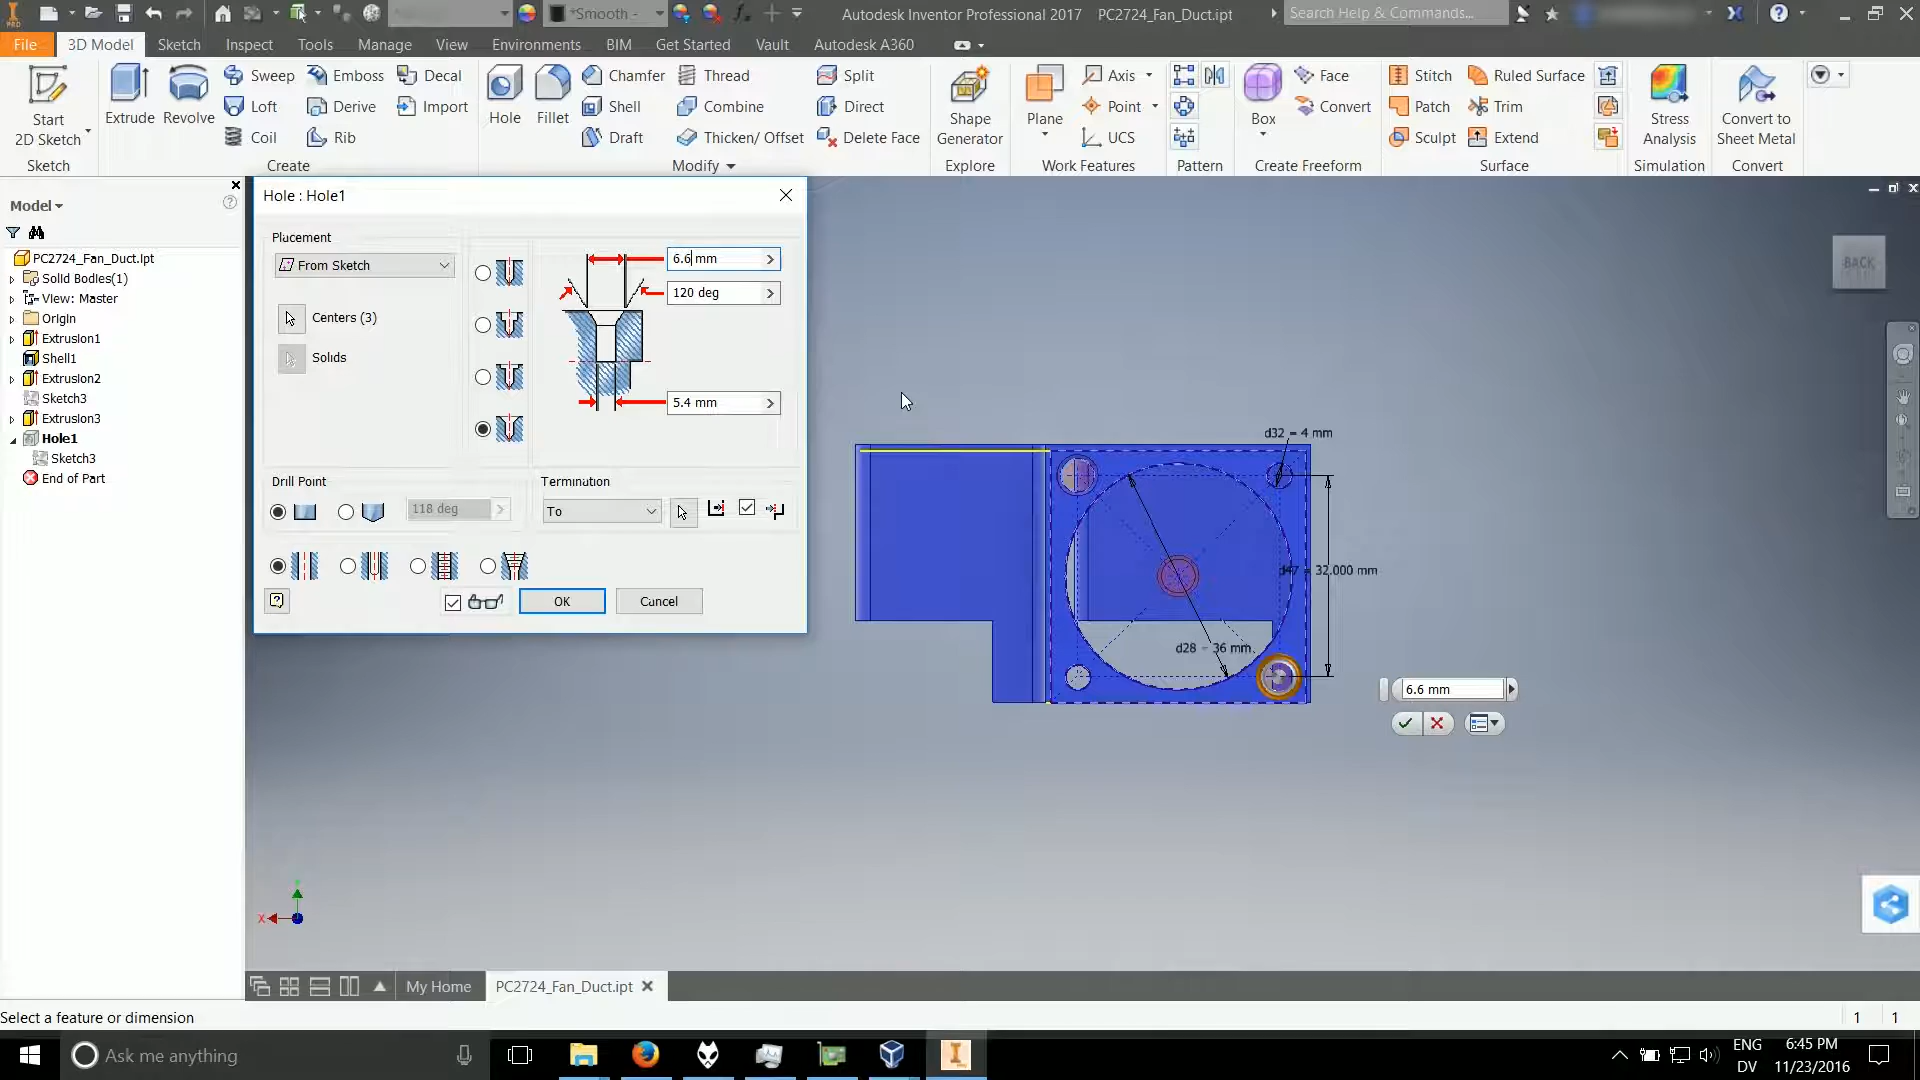 PRO
*Smooth -
Autodesk Inventor Professional 2017 PC2724_Fan_Duct.ipt
Search Help & Commands...
File 3D Model Sketch Inspect Tools Manage View Environments BIM Get Started Vault Autodesk A360
Start
2D Sketch
Extrude
Revolve
Sweep
Loft
Coil
Emboss
Derive
Rib
Decal
Import
Hole
Fillet
Chamfer
Shell
Draft
Thread
Combine
Thicken/ Offset
Split
Direct
Delete Face
Shape
Generator
Plane
Axis
Point
UCS
Box
Face
Convert
Stitch
Patch
Sculpt
Ruled Surface
Trim
Extend
Stress
Analysis
Convert to
Sheet Metal
Sketch Create Modify Explore Work Features Pattern Create Freeform Surface Simulation Convert
Model
PC2724_Fan_Duct.ipt
Solid Bodies(1)
View: Master
Origin
Extrusion1
Shell1
Extrusion2
Sketch3
Extrusion3
Hole1
Sketch3
End of Part
Hole : Hole1
Placement
From Sketch
Centers (3)
Solids
6.6 mm
120 deg
5.4 mm
Drill Point
118 deg
Termination
To
OK
Cancel
BACK
d32 = 4 mm
d47 = 32.000 mm
d28 = 36 mm
6.6 mm
X
My Home
PC2724_Fan_Duct.ipt
Select a feature or dimension
1 1
Ask me anything
ENG
DV
6:45 PM
11/23/2016